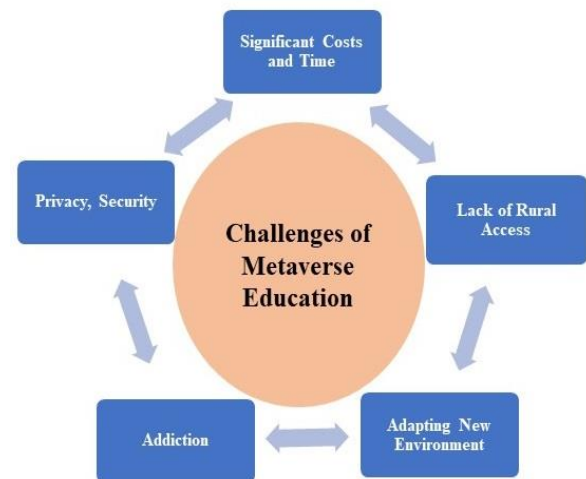 Significant Costs
and Time
Privacy, Security
Lack of Rural
Access
Challenges of
Metaverse
Education
Addiction
Adapting New
Environment